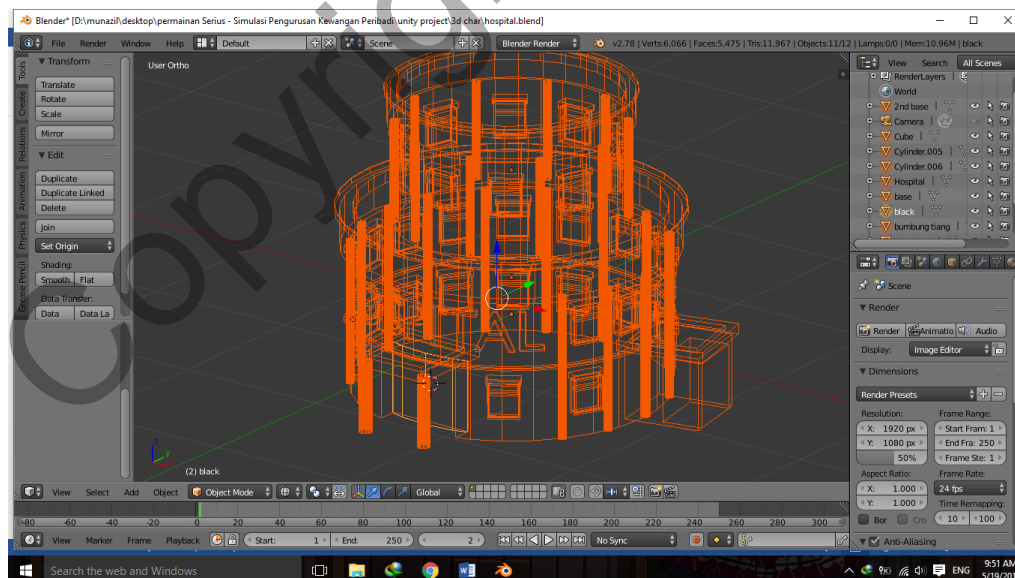 Blender* [D:\munazil\desktop\permainan Serius - Simulasi Pengurusan Kewangan Peribadi\unity project\3d char\hospital.blend]
File Render Window Help Default Scene Blender Render v2.78 | Verts:6,066 | Faces:5,475 | Tris:11,967 | Objects:11/12 | Lamps:0/0 | Mem:10.96M | black
Tools
Create
Relations
Animation
Physics
Grease Pencil
Transform
Translate
Rotate
Scale
Mirror
Edit
Duplicate
Duplicate Linked
Delete
Join
Set Origin
Shading:
Smooth Flat
Data Transfer:
Data Data La
User Ortho
Copyrig
AL
z
y
(2) black
View Search All Scenes
RenderLayers
World
2nd base
Camera
Cube
Cylinder.005
Cylinder.006
Hospital
base
black
bumbung tiang
Scene
Render
Render Animatio Audio
Display: Image Editor
Dimensions
Render Presets
Resolution: Frame Range:
X: 1920 px Start Fram: 1
Y: 1080 px End Fra: 250
50% Frame Ste: 1
Aspect Ratio: Frame Rate:
X: 1.000 24 fps
Y: 1.000 Time Remapping:
Bor Cro 10 100
Anti-Aliasing
View Select Add Object Object Mode Global
-80 -60 -40 -20 0 20 40 60 80 100 120 140 160 180 200 220 240 260 280 300
View Marker Frame Playback Start: 1 End: 250 2 No Sync
Search the web and Windows
ENG 9:51 AM
5/19/201